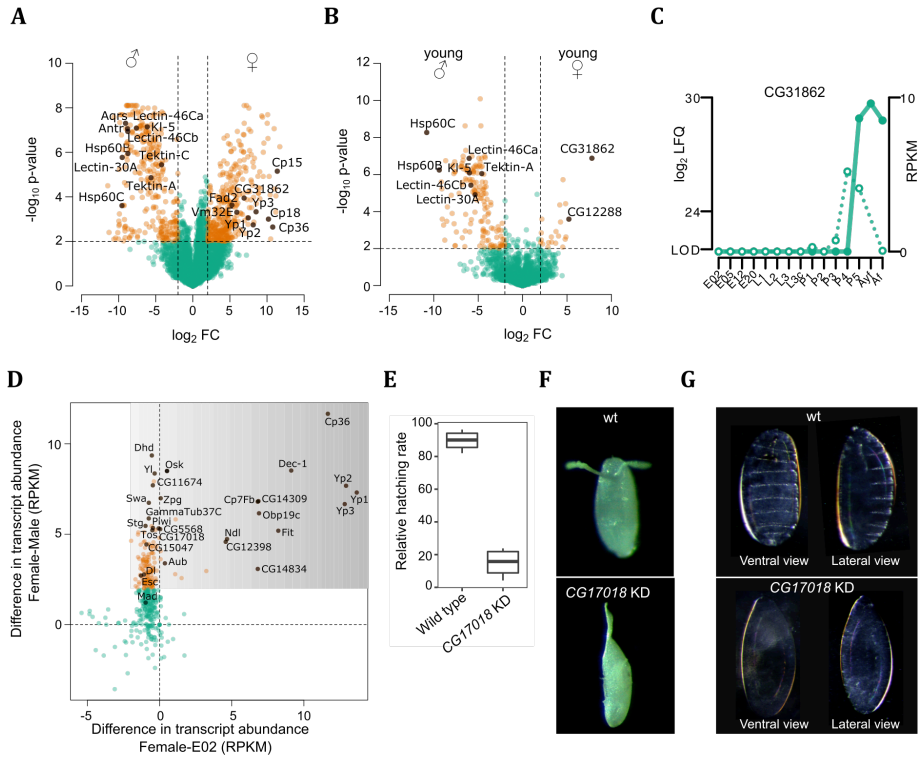 A
B
C
♂
♀
10
8
6
4
2
0
-log10 p-value
Aqrs
Lectin-46Ca
Antr
KI-5
Lectin-46Cb
Hsp60B
Tektin-C
Lectin-30A
Tektin-A
Hsp60C
Cp15
CG31862
Fad2
Yp3
Vm32E
Cp18
Yp1
Cp36
Yp2
-10
-5
0
5
10
15
log2 FC
young
♂
young
♀
12
10
8
6
4
2
0
-log10 p-value
Hsp60C
Lectin-46Ca
CG31862
Hsp60B
KI-5
Tektin-A
Lectin-46Cb
Lectin-30A
CG12288
-10
-5
0
5
10
log2 FC
CG31862
30
24
LOD
log2 LFQ
10
0
RPKM
E02
E05
E12
E20
L1
L2
L3
L3c
P1
P2
P3
P4
P5
Ayf
Af
D
E
F
G
10
5
0
Difference in transcript abundance
Female-Male (RPKM)
Cp36
Dhd
Yl
Osk
Dec-1
CG11674
Yp2
Swa
Zpg
Cp7Fb
CG14309
Yp1
GammaTub37C
Yp3
Obp19c
Stg
Piwi
CG5568
Tos
CG17018
Ndl
Fit
CG15047
CG12398
Aub
CG14834
Dl
Esc
Mad
-5
0
5
10
Difference in transcript abundance
Female-E02 (RPKM)
100
80
60
40
20
0
Relative hatching rate
Wild type
CG17018 KD
wt
CG17018 KD
wt
Ventral view
Lateral view
CG17018 KD
Ventral view
Lateral view